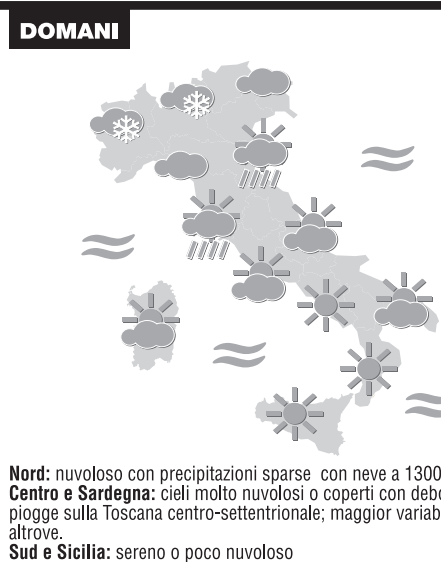 DOMANI
Nord: nuvoloso con precipitazioni sparse con neve a 1300
Centro e Sardegna: cieli molto nuvolosi o coperti con
piogge sulla Toscana centro-settentrionale; maggior
altrove.
Sud e Sicilia: sereno o poco nuvoloso